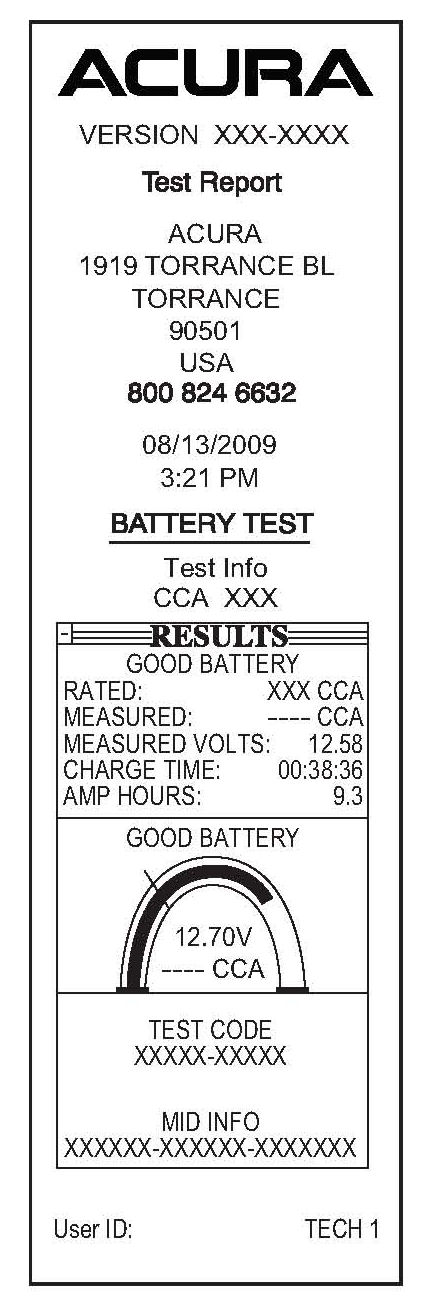 ACURA
VERSION XXX-XXXX
Test Report
ACURA
1919 TORRANCE BL
TORRANCE
90501
USA
800 824 6632
08/13/2009
3:21 PM
BATTERY TEST
Test Info
CCA XXX
RESULTS
GOOD BATTERY
RATED: XXX CCA
MEASURED: ---- CCA
MEASURED VOLTS: 12.58
CHARGE TIME: 00:38:36
AMP HOURS: 9.3
GOOD BATTERY
12.70V
---- CCA
TEST CODE
XXXXX-XXXXX
MID INFO
XXXXXX-XXXXXX-XXXXXXX
User ID: TECH 1